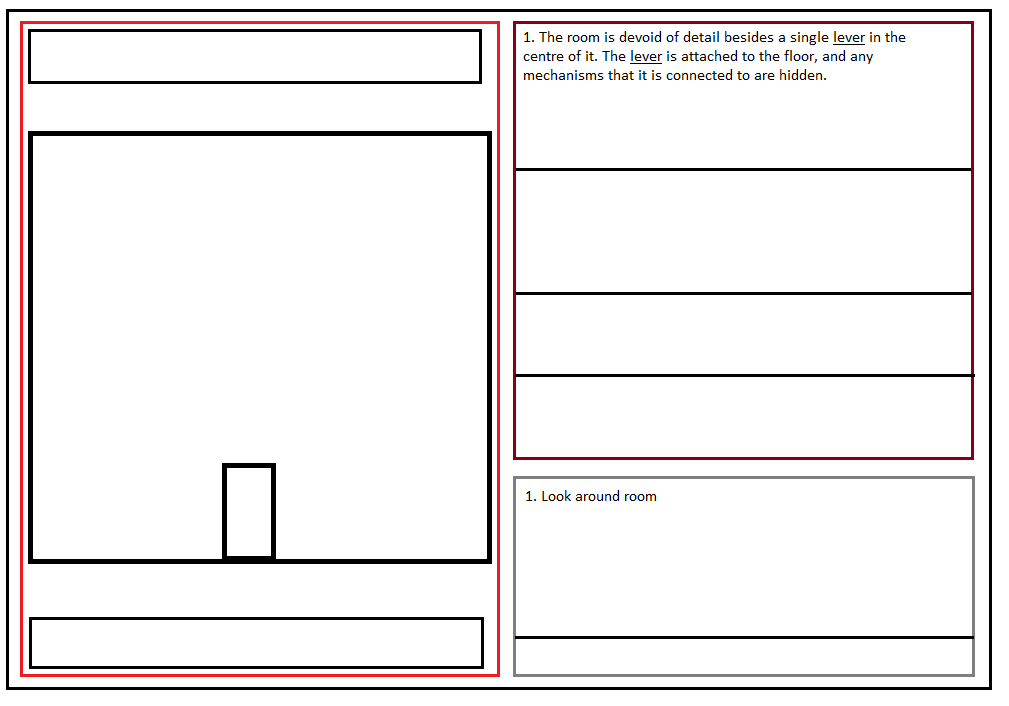 1. The room is devoid of detail besides a single lever in the
centre of it. The lever is attached to the floor, and any
mechanisms that it is connected to are hidden.
1. Look around room